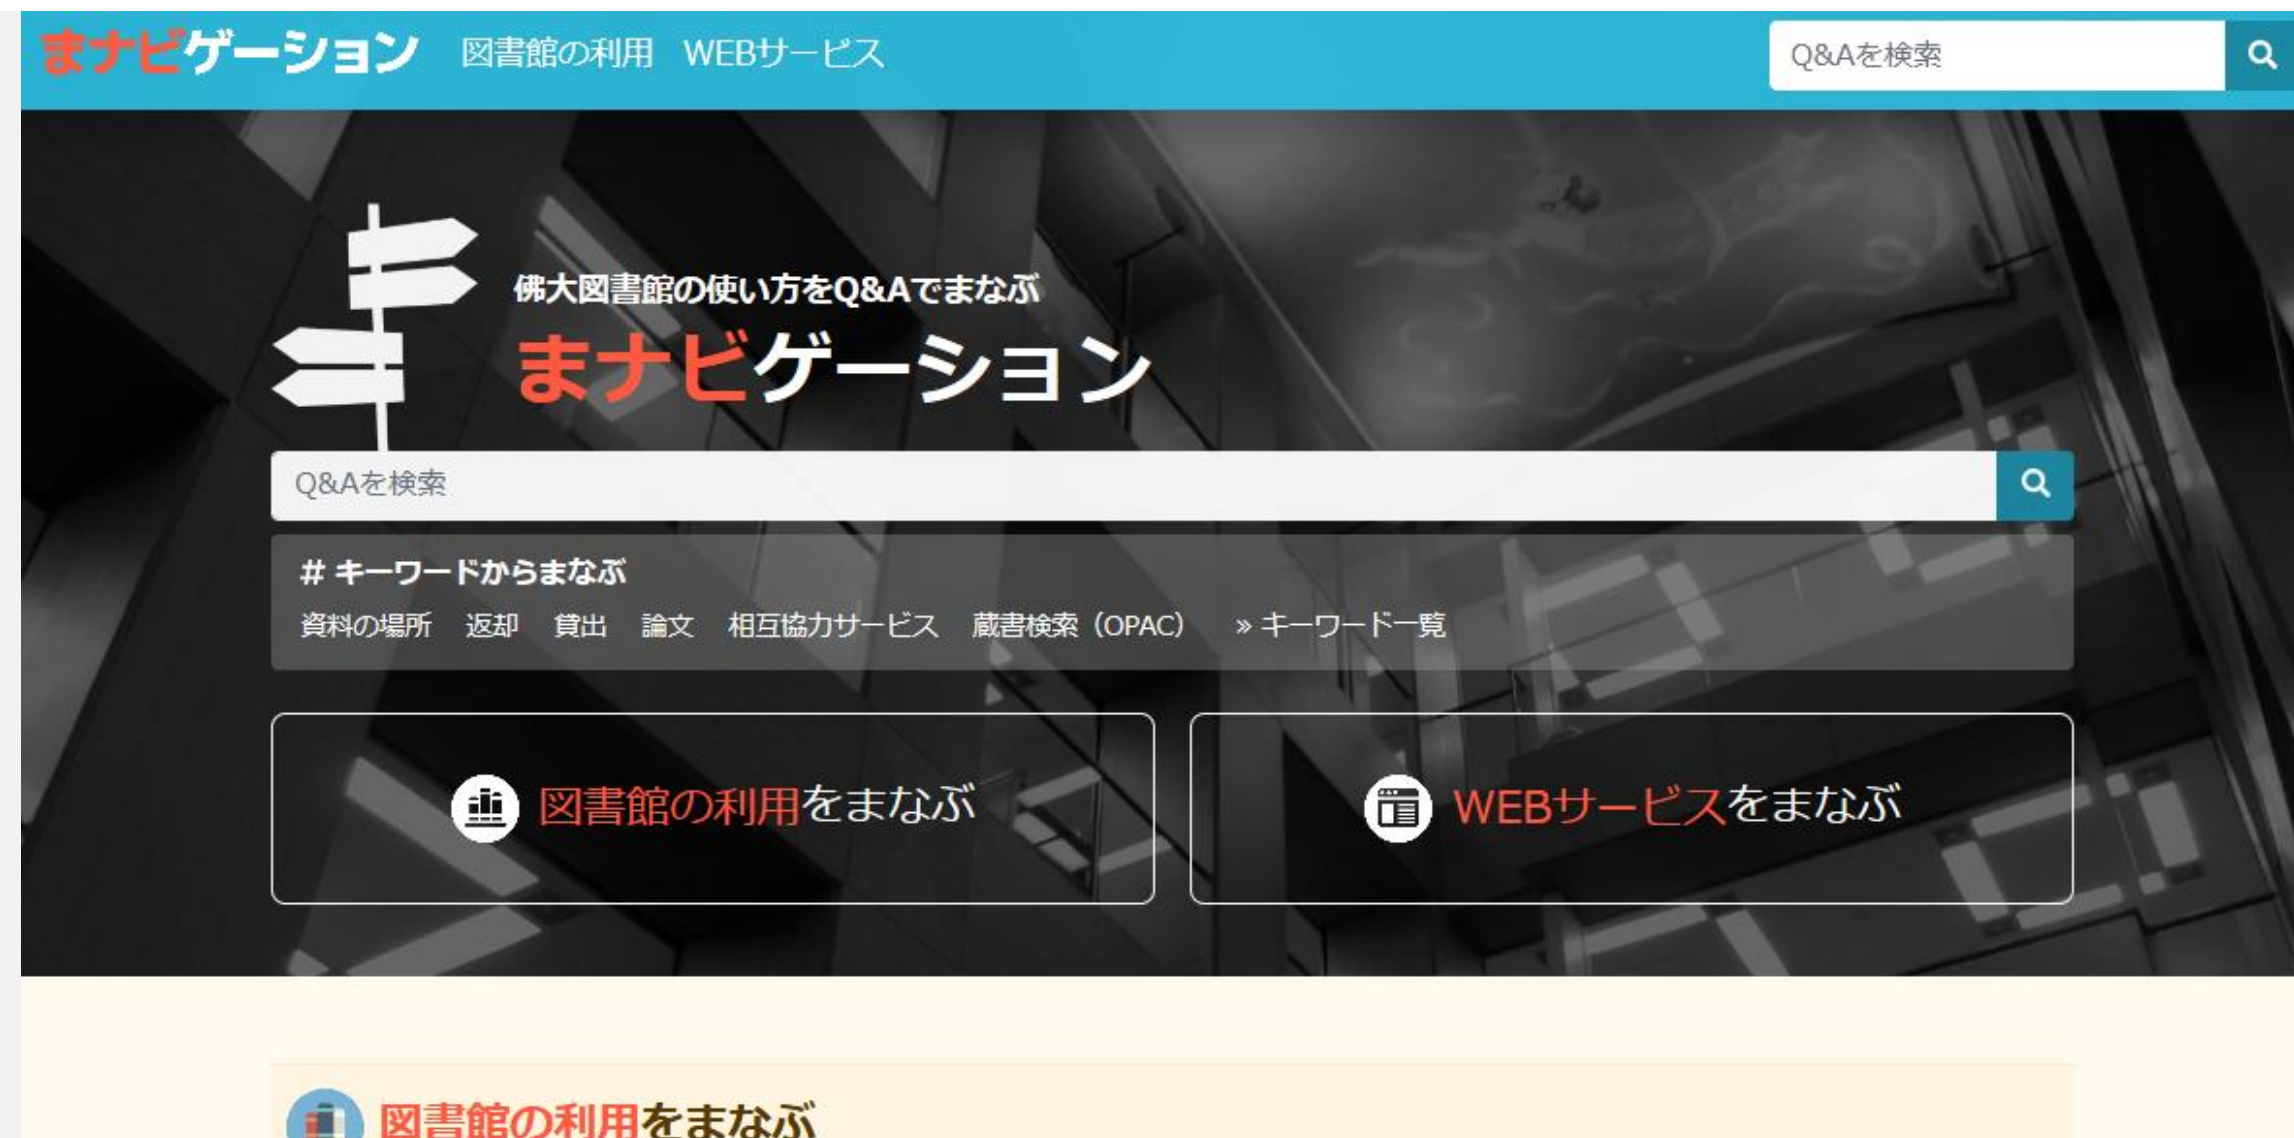 まナビゲーション 図書館の利用 WEBサービス Q&Aを検索
佛大図書館の使い方をQ&Aでまなぶ
まナビゲーション
Q&Aを検索
# キーワードからまなぶ
資料の場所 返却 貸出 論文 相互協力サービス 蔵書検索（OPAC） » キーワード一覧
図書館の利用をまなぶ WEBサービスをまなぶ
図書館の利用をまなぶ